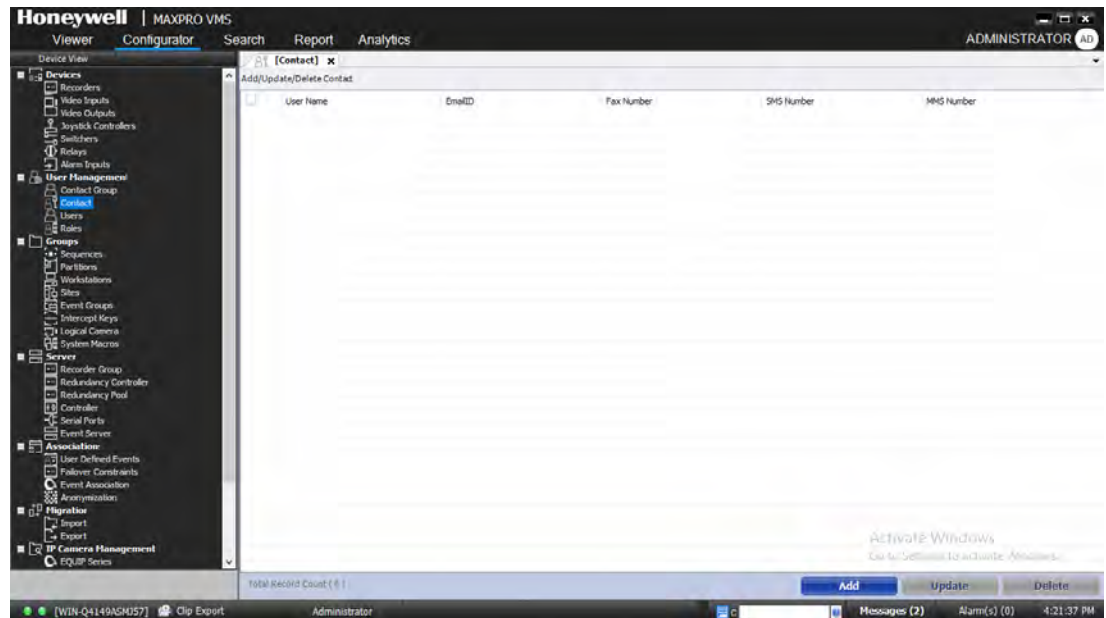 Honeywell | MAXPRO VMS
Viewer Configurator Search Report Analytics ADMINISTRATOR AD
Device View
[Contact] x
Add/Update/Delete Contact
User Name EmailID Fax Number SMS Number MMS Number
Devices
Recorders
Video Inputs
Video Outputs
Joystick Controllers
Switchers
Relays
Alarm Inputs
User Management
Contact Group
Contact
Users
Roles
Groups
Sequences
Partitions
Workstations
Sites
Event Groups
Intercept Keys
Logical Camera
System Macros
Server
Recorder Group
Redundancy Controller
Redundancy Pool
Controller
Serial Ports
Event Server
Association
User Defined Events
Failover Constraints
Event Association
Anonymization
Migration
Import
Export
IP Camera Management
EQUIP Series
Activate Windows
Go to Settings to activate Windows.
Total Record Count ( 0 )
Add Update Delete
[WIN-Q4149ASMJ57] Clip Export Administrator C Messages (2) Alarm(s) (0) 4:21:37 PM